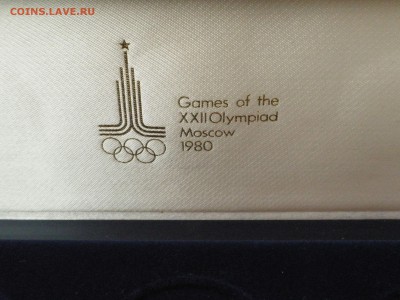 COINS.LAVE.RU
Games of the
XXII Olympiad
Moscow
1980